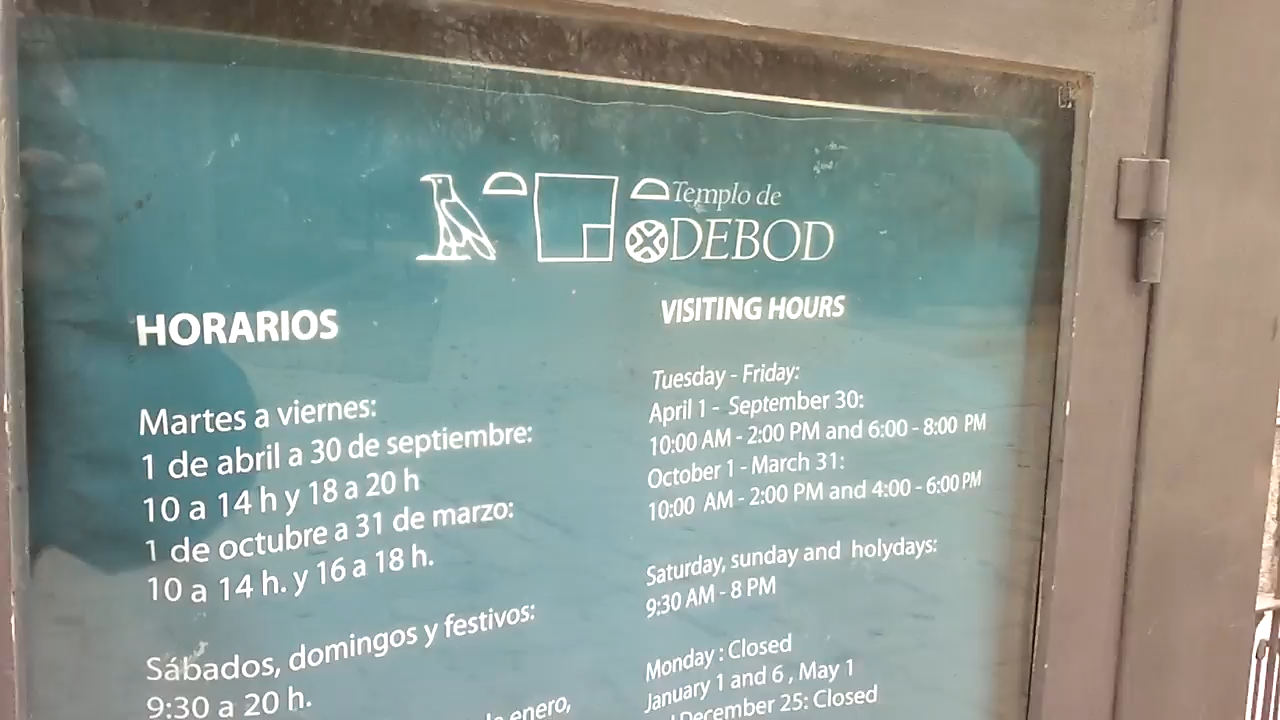 Templo de
DEBOD
HORARIOS
Martes a viernes:
1 de abril a 30 de septiembre:
10 a 14 h y 18 a 20 h
1 de octubre a 31 de marzo:
10 a 14 h. y 16 a 18 h.
Sábados, domingos y festivos:
9:30 a 20 h.
enero,
VISITING HOURS
Tuesday - Friday:
April 1 - September 30:
10:00 AM - 2:00 PM and 6:00 - 8:00 PM
October 1 - March 31:
10:00 AM - 2:00 PM and 4:00 - 6:00 PM
Saturday, sunday and holydays:
9:30 AM - 8 PM
Monday : Closed
January 1 and 6 , May 1
December 25: Closed